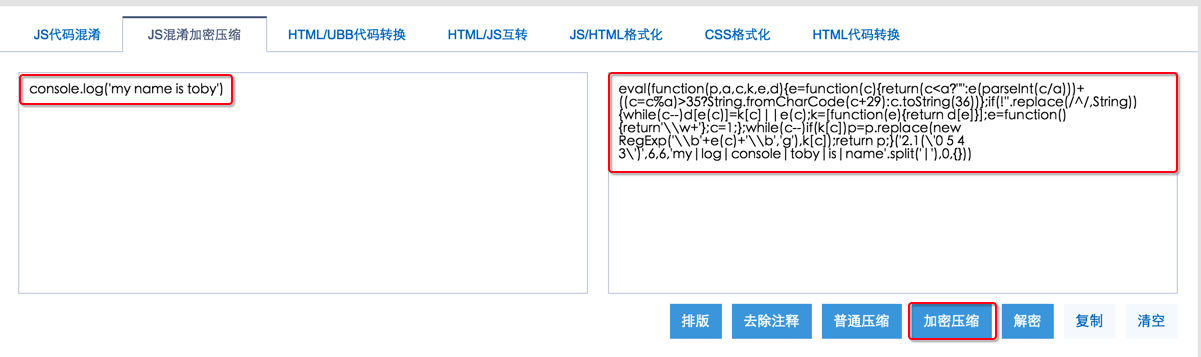 JS代码混淆 JS混淆加密压缩 HTML/UBB代码转换 HTML/JS互转 JS/HTML格式化 CSS格式化 HTML代码转换
console.log('my name is toby')
eval(function(p,a,c,k,e,d){e=function(c){return(c<a?"":e(parseInt(c/a)))+
((c=c%a)>35?String.fromCharCode(c+29):c.toString(36))};if(!''.replace(/^/,String))
{while(c--)d[e(c)]=k[c]||e(c);k=[function(e){return d[e]}];e=function()
{return'\\w+'};c=1;};while(c--)if(k[c])p=p.replace(new
RegExp('\\b'+e(c)+'\\b','g'),k[c]);return p;}('2.1(\'0 5 4
3\')',6,6,'my|log|console|toby|is|name'.split('|'),0,{}))
排版 去除注释 普通压缩 加密压缩 解密 复制 清空